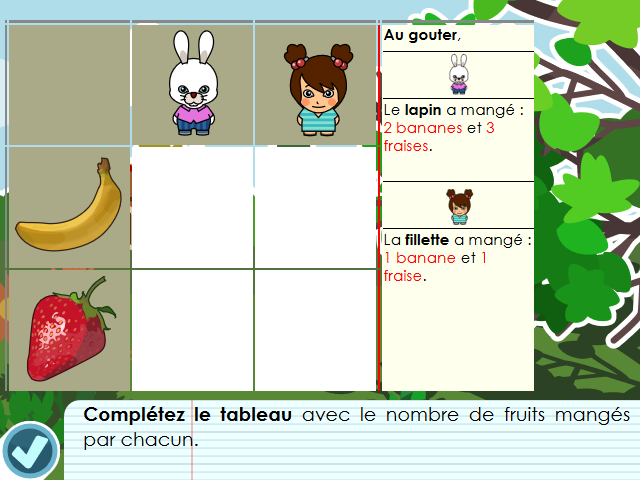 Au gouter,
Le lapin a mangé :
2 bananes et 3
fraises.
La fillette a mangé :
1 banane et 1
fraise.
Complétez le tableau avec le nombre de fruits mangés
par chacun.